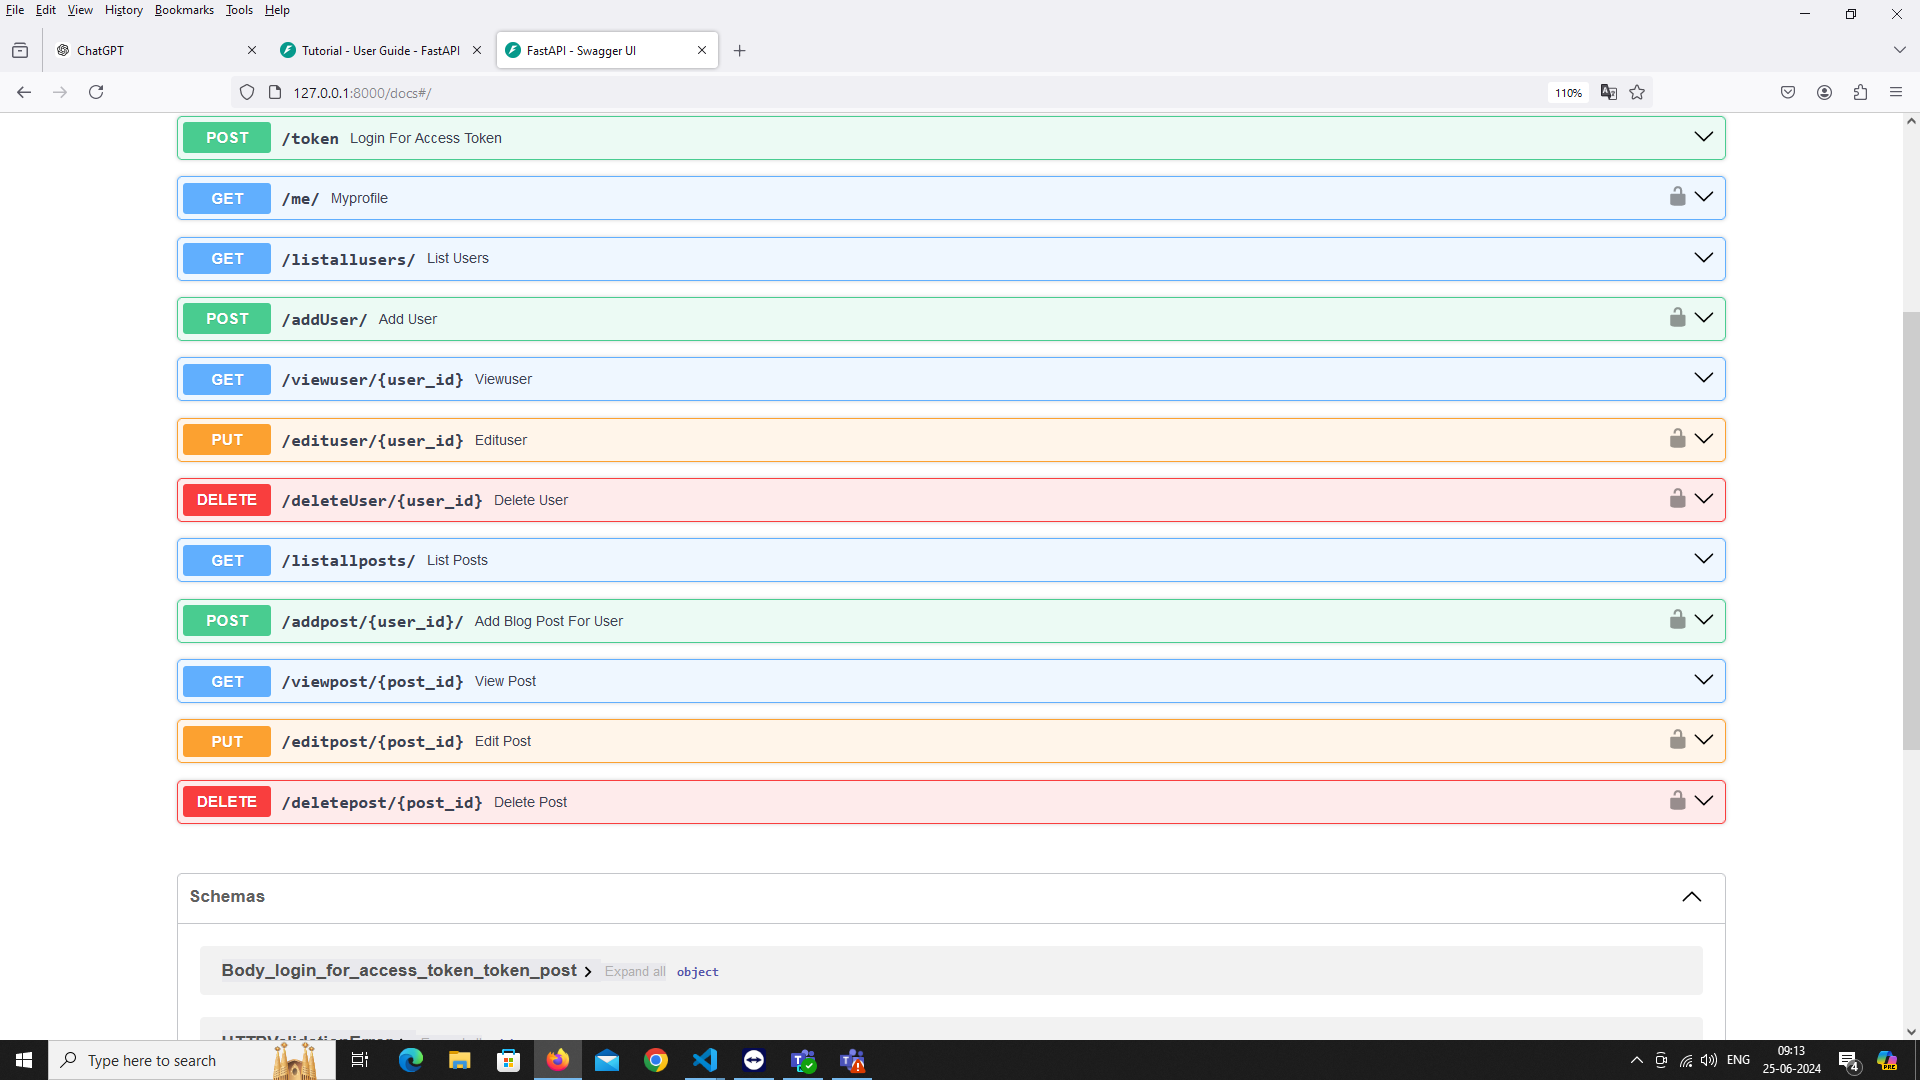 File Edit View History Bookmarks Tools Help
ChatGPT
Tutorial - User Guide - FastAPI
FastAPI - Swagger UI
127.0.0.1:8000/docs#/
110%
POST /token Login For Access Token
GET /me/ Myprofile
GET /listallusers/ List Users
POST /addUser/ Add User
GET /viewuser/{user_id} Viewuser
PUT /edituser/{user_id} Edituser
DELETE /deleteUser/{user_id} Delete User
GET /listallposts/ List Posts
POST /addpost/{user_id}/ Add Blog Post For User
GET /viewpost/{post_id} View Post
PUT /editpost/{post_id} Edit Post
DELETE /deletepost/{post_id} Delete Post
Schemas
Body_login_for_access_token_token_post Expand all object
HTTPValidationError
Type here to search
ENG
09:13
25-06-2024
4
PRE